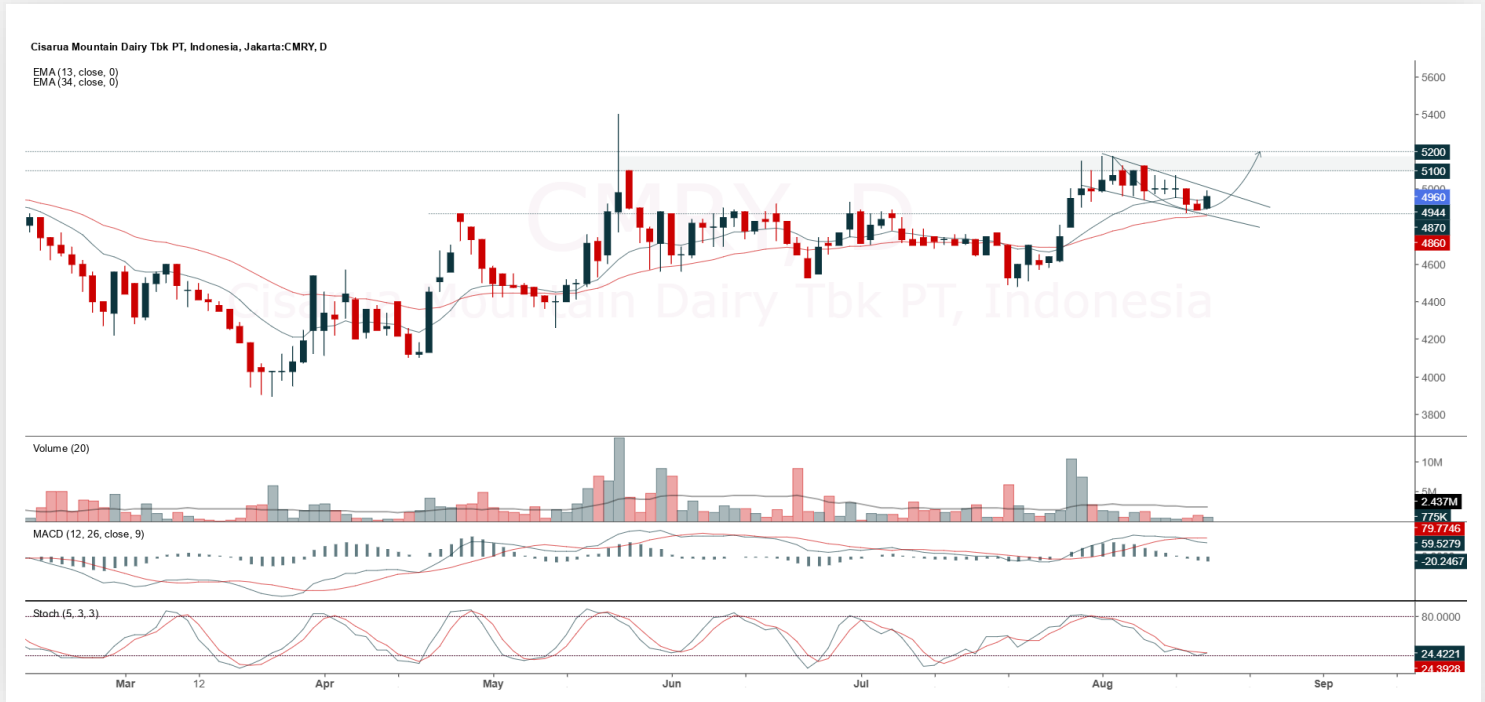 Cisarua Mountain Dairy Tbk PT, Indonesia, Jakarta:CMRY, D
EMA (13, close, 0)
EMA (34, close, 0)
CMRY, D
Cisarua Mountain Dairy Tbk PT, Indonesia
5600
5400
5200
5100
5000
4960
4944
4870
4860
4600
4400
4200
4000
3800
Volume (20)
10M
5M
2.437M
775K
MACD (12, 26, close, 9)
79.7746
59.5279
-20.2467
Stoch (5, 3, 3)
80.0000
24.4221
24.3928
Mar 12 Apr May Jun Jul Aug Sep